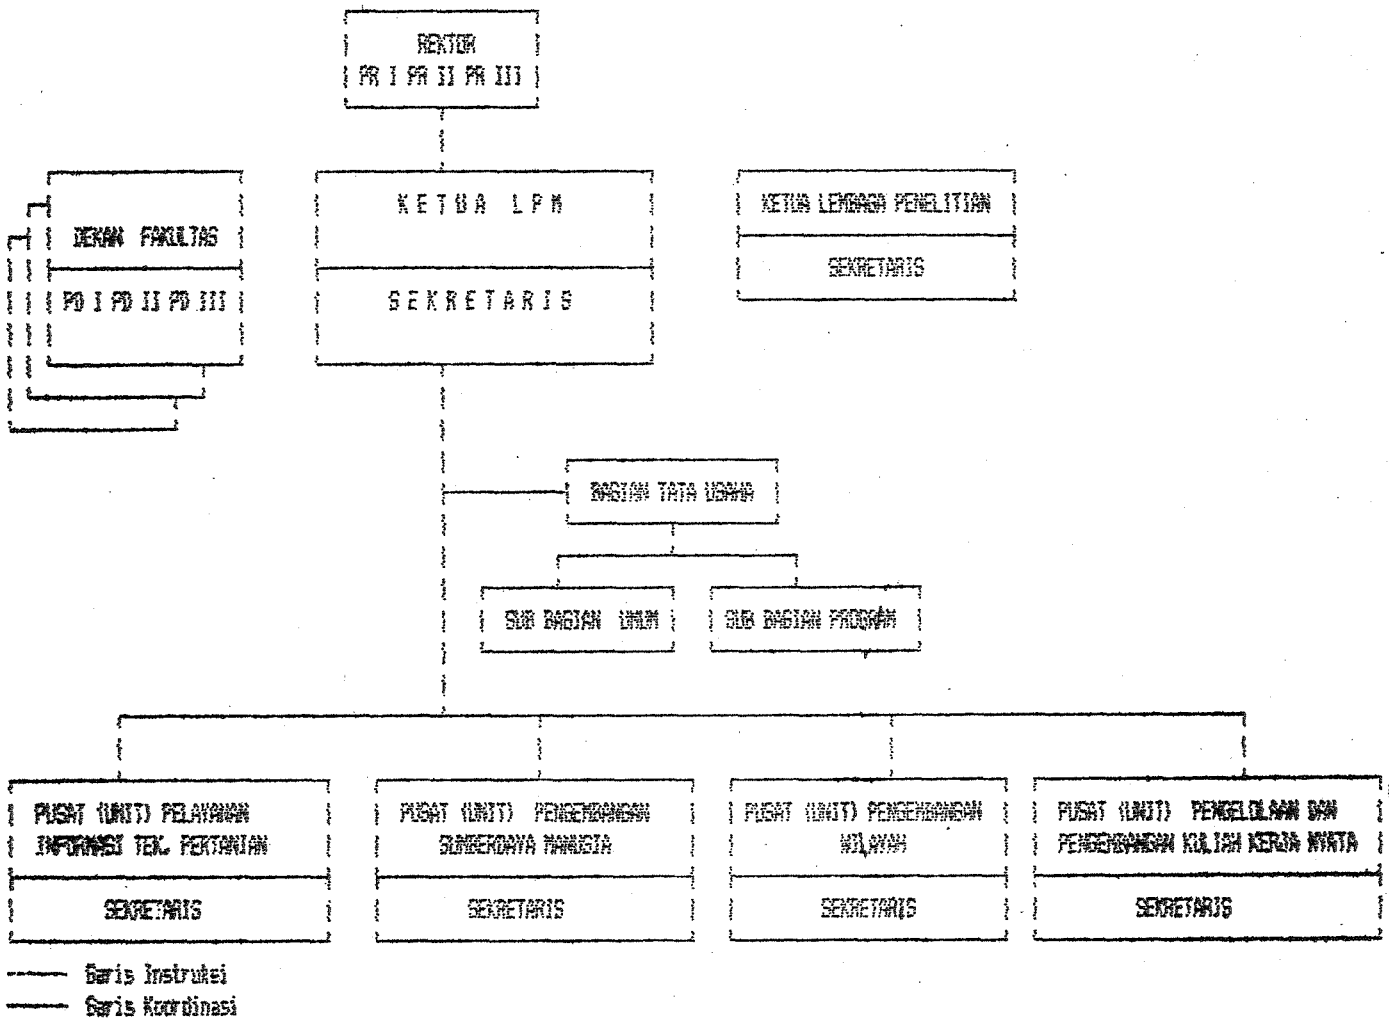 REKTOR
PR I PR II PR III
KETUA LPM
KETUA LEMBAGA PENELITIAN
DEKAN FAKULTAS
SEKRETARIS
PD I PD II PD III
SEKRETARIS
BAGIAN TATA USAHA
SUB BAGIAN UMUM
SUB BAGIAN PROGRAM
PUSAT (UNIT) PELAYANAN
INFORMASI TEK. PERTANIAN
SEKRETARIS
PUSAT (UNIT) PENGEMBANGAN
SUMBERDAYA MANUSIA
SEKRETARIS
PUSAT (UNIT) PENGEMBANGAN
WILAYAH
SEKRETARIS
PUSAT (UNIT) PENGELOLAAN DAN
PENGEMBANGAN KULIAH KERJA NYATA
SEKRETARIS
Garis Instruksi
Garis Koordinasi